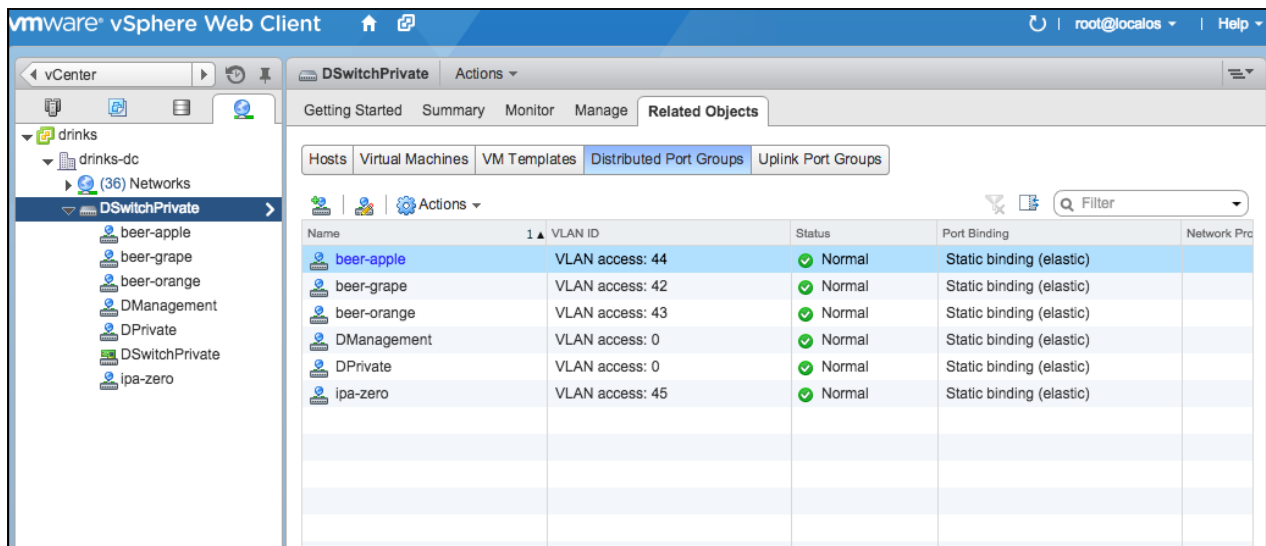 vmware® vSphere Web Client root@localos Help
vCenter
drinks
drinks-dc
(36) Networks
DSwitchPrivate
beer-apple
beer-grape
beer-orange
DManagement
DPrivate
DSwitchPrivate
ipa-zero
DSwitchPrivate Actions
Getting Started Summary Monitor Manage Related Objects
Hosts Virtual Machines VM Templates Distributed Port Groups Uplink Port Groups
Actions Filter
Name 1 VLAN ID Status Port Binding Network Prc
beer-apple VLAN access: 44 Normal Static binding (elastic)
beer-grape VLAN access: 42 Normal Static binding (elastic)
beer-orange VLAN access: 43 Normal Static binding (elastic)
DManagement VLAN access: 0 Normal Static binding (elastic)
DPrivate VLAN access: 0 Normal Static binding (elastic)
ipa-zero VLAN access: 45 Normal Static binding (elastic)